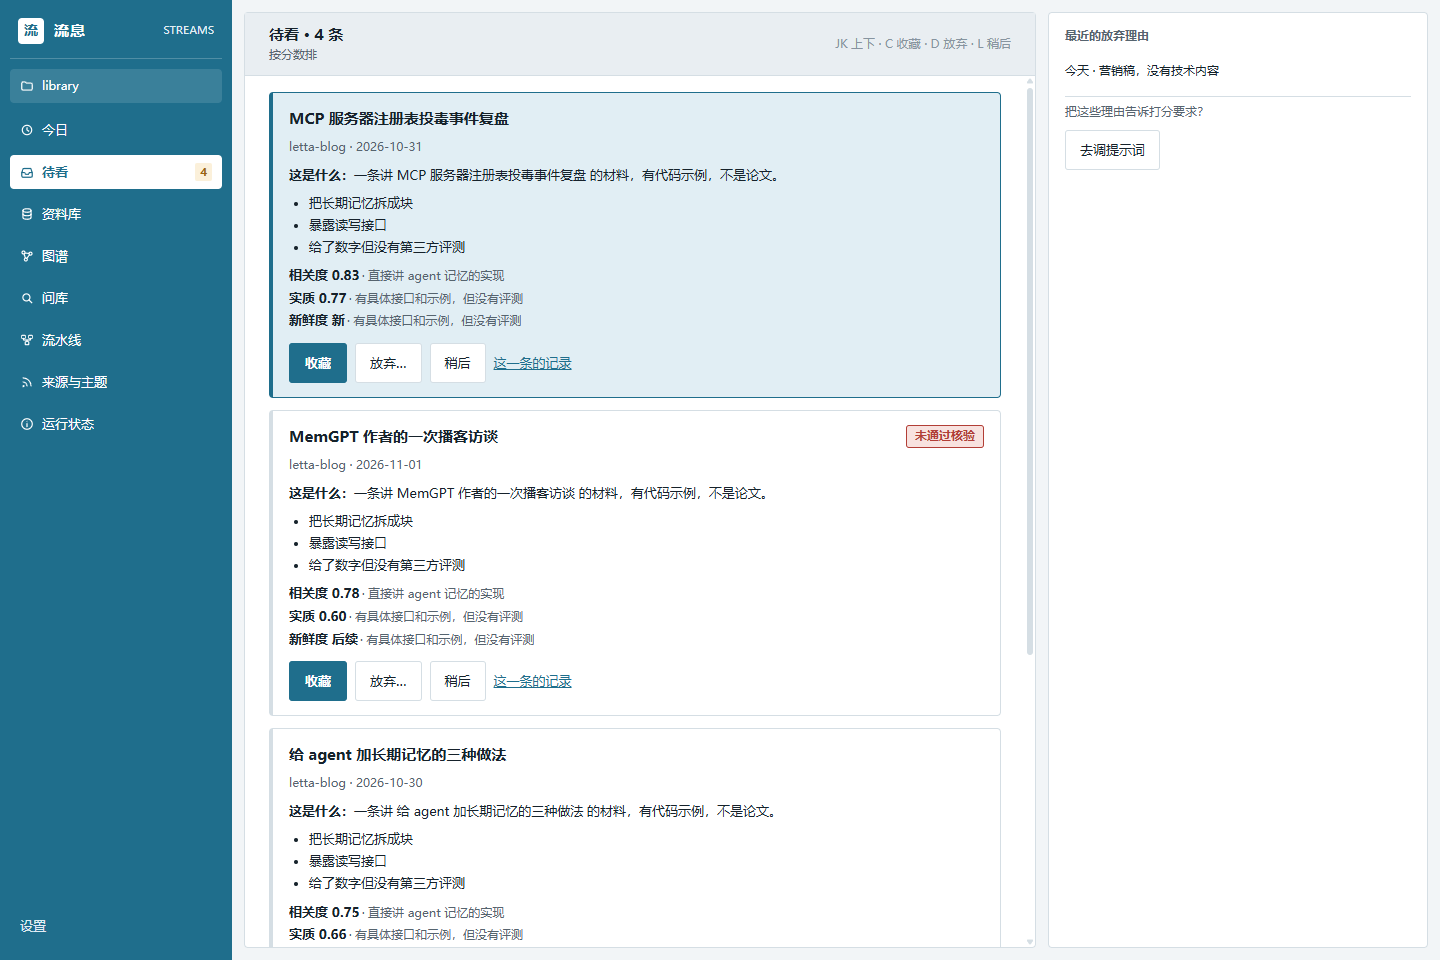 流 流息 STREAMS
library
今日
待看 4
资料库
图谱
问库
流水线
来源与主题
运行状态
设置
待看 • 4 条
按分数排
JK 上下 · C 收藏 · D 放弃 · L 稍后
MCP 服务器注册表投毒事件复盘
letta-blog · 2026-10-31
这是什么：一条讲 MCP 服务器注册表投毒事件复盘 的材料，有代码示例，不是论文。
• 把长期记忆拆成块
• 暴露读写接口
• 给了数字但没有第三方评测
相关度 0.83 · 直接讲 agent 记忆的实现
实质 0.77 · 有具体接口和示例，但没有评测
新鲜度 新 · 有具体接口和示例，但没有评测
收藏 放弃... 稍后 这一条的记录
MemGPT 作者的一次播客访谈 未通过核验
letta-blog · 2026-11-01
这是什么：一条讲 MemGPT 作者的一次播客访谈 的材料，有代码示例，不是论文。
• 把长期记忆拆成块
• 暴露读写接口
• 给了数字但没有第三方评测
相关度 0.78 · 直接讲 agent 记忆的实现
实质 0.60 · 有具体接口和示例，但没有评测
新鲜度 后续 · 有具体接口和示例，但没有评测
收藏 放弃... 稍后 这一条的记录
给 agent 加长期记忆的三种做法
letta-blog · 2026-10-30
这是什么：一条讲 给 agent 加长期记忆的三种做法 的材料，有代码示例，不是论文。
• 把长期记忆拆成块
• 暴露读写接口
• 给了数字但没有第三方评测
相关度 0.75 · 直接讲 agent 记忆的实现
实质 0.66 · 有具体接口和示例，但没有评测
最近的放弃理由
今天 · 营销稿，没有技术内容
把这些理由告诉打分要求？
去调提示词